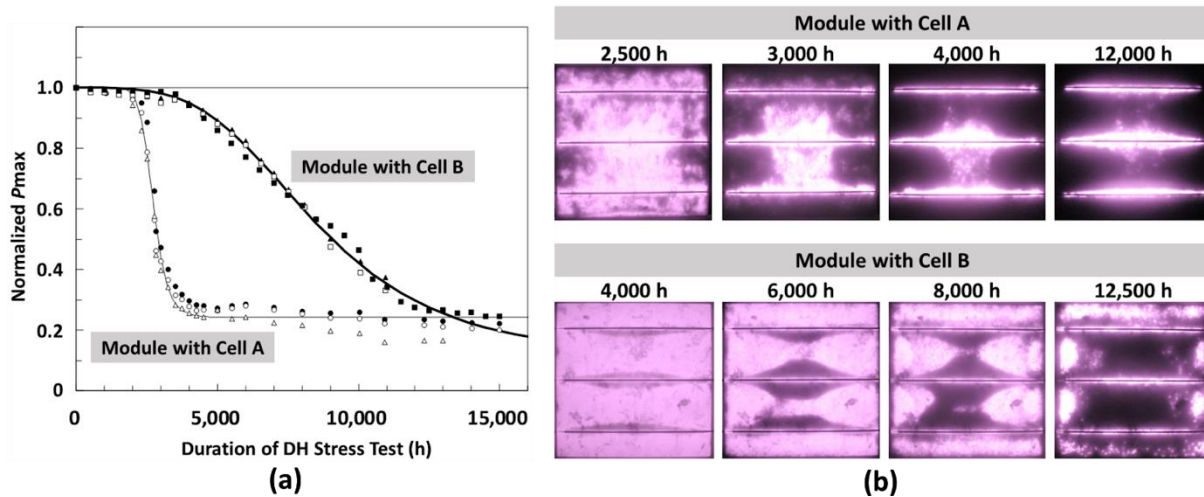 1.0
0.8
0.6
0.4
0.2
0
Normalized Pmax
Module with Cell B
Module with Cell A
0 5,000 10,000 15,000
Duration of DH Stress Test (h)
(a)
Module with Cell A
2,500 h 3,000 h 4,000 h 12,000 h
Module with Cell B
4,000 h 6,000 h 8,000 h 12,500 h
(b)